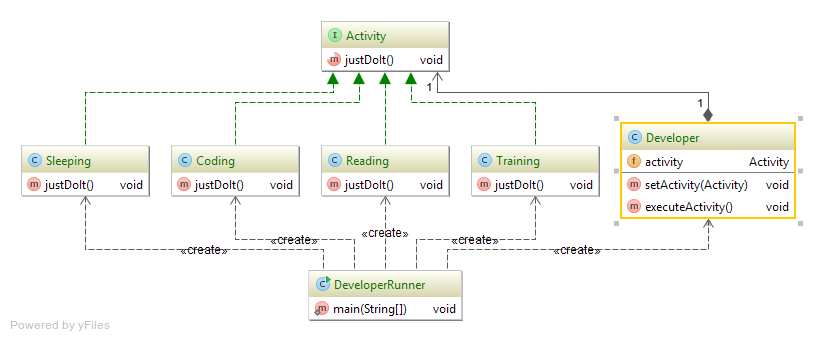 I Activity
m justDoIt() void
1
1
C Developer
f activity Activity
m setActivity(Activity) void
m executeActivity() void
C Sleeping
m justDoIt() void
C Coding
m justDoIt() void
C Reading
m justDoIt() void
C Training
m justDoIt() void
«create»
«create»
«create»
«create»
«create»
C DeveloperRunner
m main(String[]) void
Powered by yFiles